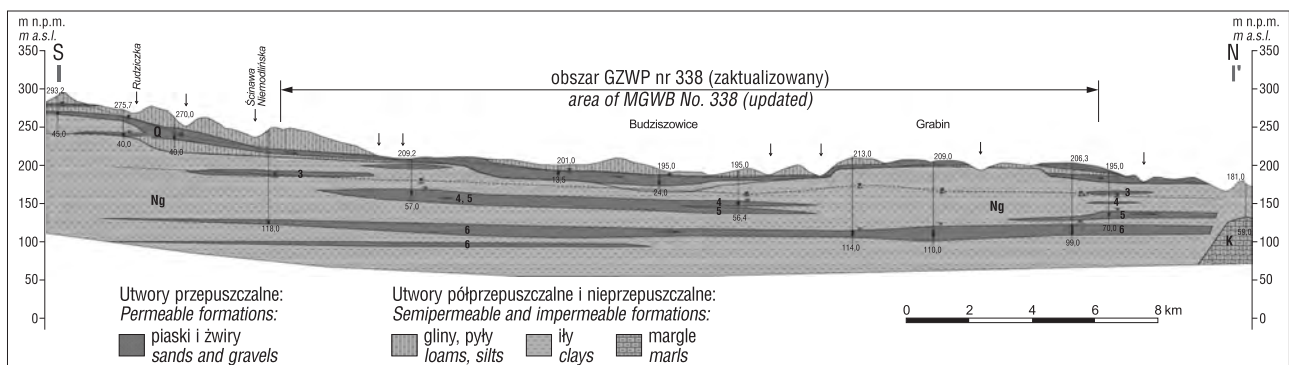 m n.p.m.
m a.s.l.
m n.p.m.
m a.s.l.
350
S
I
Rudziczka
Ścinawa
Niemodlińska
N
I'
350
obszar GZWP nr 338 (zaktualizowany)
area of MGWB No. 338 (updated)
300
293,2
275,7
270,0
Budziszowice
Grabin
300
250
Q
250
45,0
40,0
40,0
209,2
201,0
195,0
195,0
213,0
209,0
206,3
195,0
181,0
200
3
13,5
24,0
3
200
150
Ng
4, 5
57,0
4
5
56,4
Ng
4
5
150
118,0
6
114,0
110,0
99,0
70,0
6
K
59,0
100
6
100
50
50
0
0
Utwory przepuszczalne:
Permeable formations:
piaski i żwiry
sands and gravels
Utwory półprzepuszczalne i nieprzepuszczalne:
Semipermeable and impermeable formations:
gliny, pyły
loams, silts
iły
clays
margle
marls
0 2 4 6 8 km